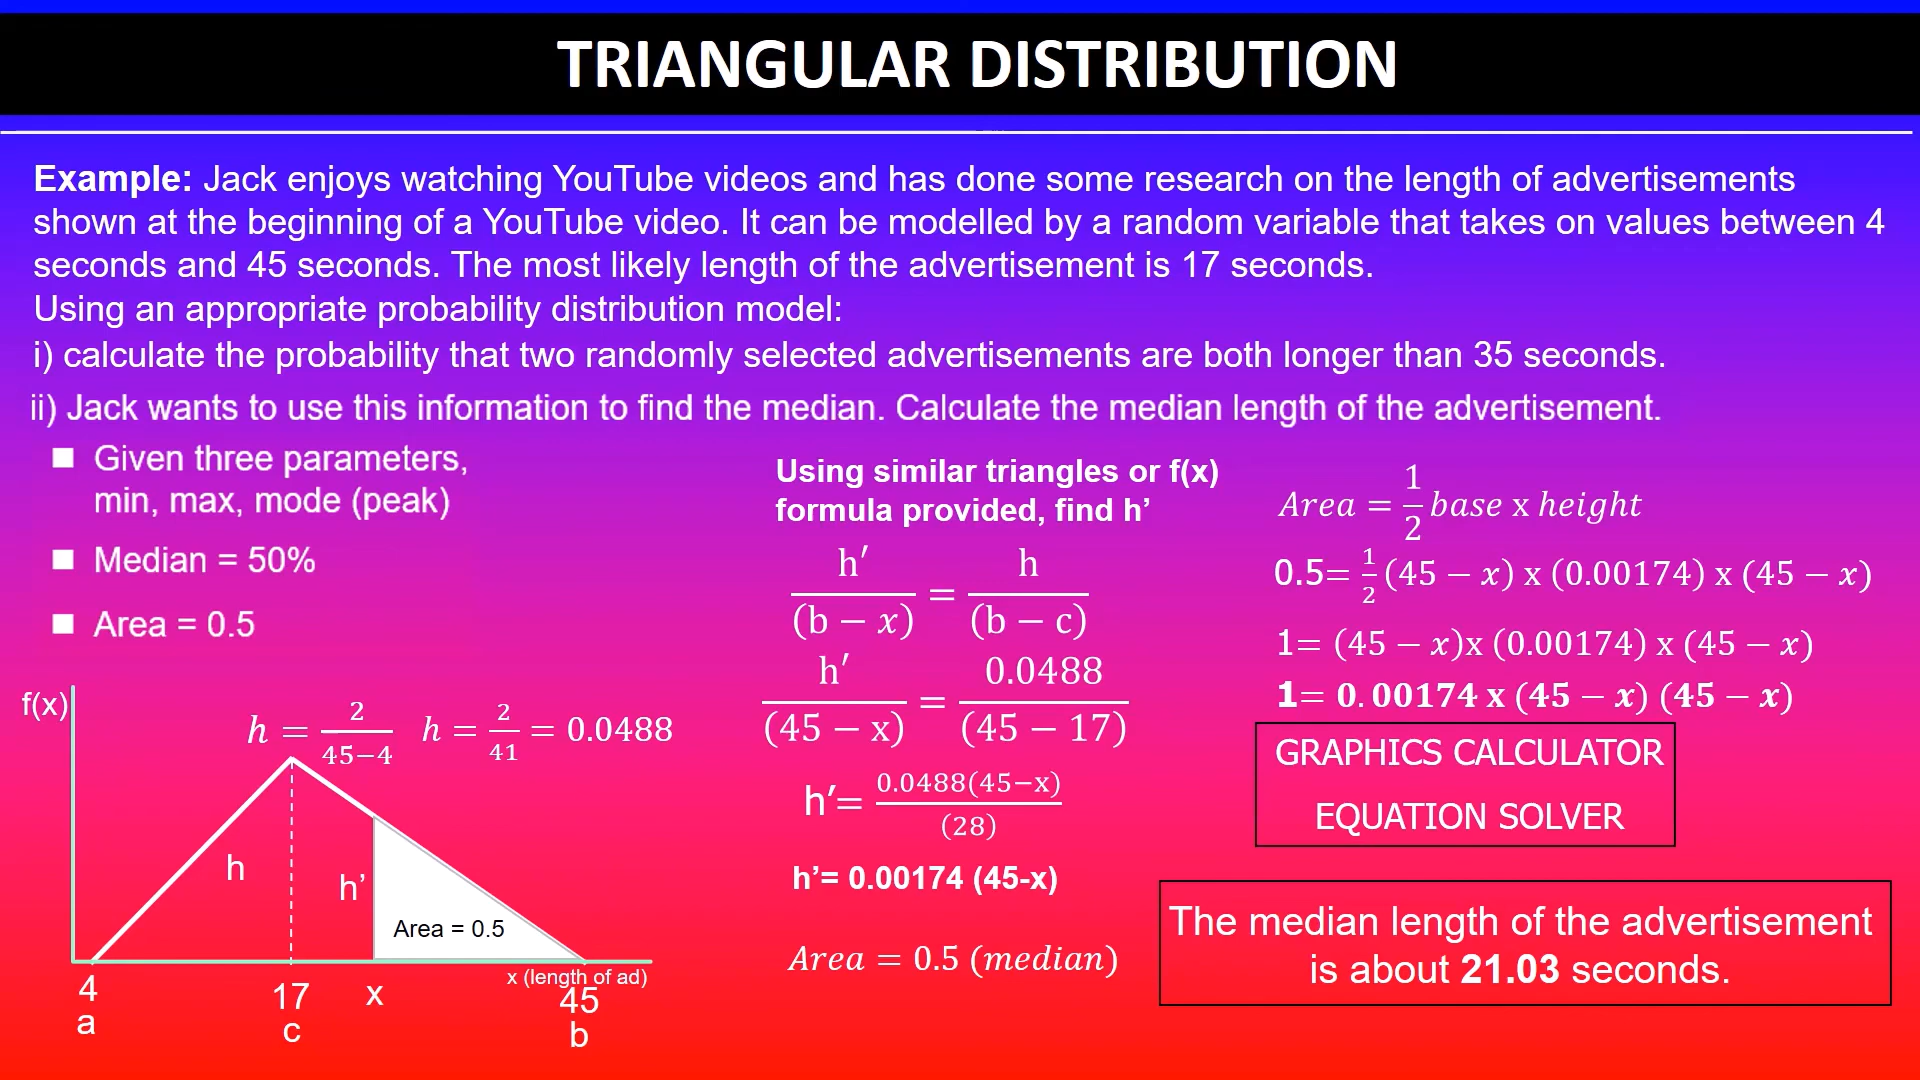 TRIANGULAR DISTRIBUTION
Example: Jack enjoys watching YouTube videos and has done some research on the length of advertisements
shown at the beginning of a YouTube video. It can be modelled by a random variable that takes on values between 4
seconds and 45 seconds. The most likely length of the advertisement is 17 seconds.
Using an appropriate probability distribution model:
i) calculate the probability that two randomly selected advertisements are both longer than 35 seconds.
ii) Jack wants to use this information to find the median. Calculate the median length of the advertisement.
■ Given three parameters,
min, max, mode (peak)
■ Median = 50%
■ Area = 0.5
f(x)
h = 2/(45−4) h = 2/41 = 0.0488
h
h’
Area = 0.5
x (length of ad)
4 17 x 45
a c b
Using similar triangles or f(x)
formula provided, find h’
h′/(b − x) = h/(b − c)
h′/(45 − x) = 0.0488/(45 − 17)
h′= 0.0488(45−x)/(28)
h’= 0.00174 (45-x)
Area = 0.5 (median)
Area = 1/2 base x height
0.5= 1/2 (45 − x) x (0.00174) x (45 − x)
1= (45 − x)x (0.00174) x (45 − x)
1= 0.00174 x (45 − x) (45 − x)
GRAPHICS CALCULATOR
EQUATION SOLVER
The median length of the advertisement
is about 21.03 seconds.